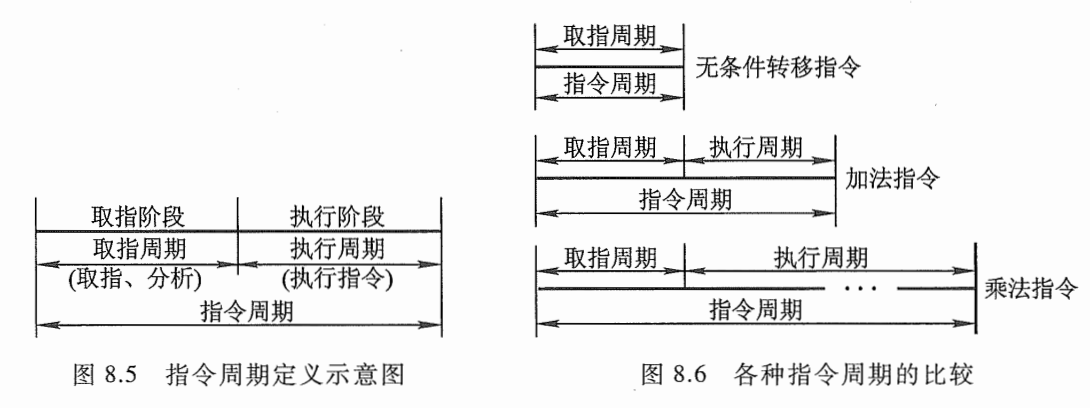 取指阶段 执行阶段
取指周期 执行周期
(取指、分析) (执行指令)
指令周期
图 8.5 指令周期定义示意图
取指周期
指令周期
无条件转移指令
取指周期 执行周期
加法指令
指令周期
取指周期 执行周期
···
乘法指令
指令周期
图 8.6 各种指令周期的比较